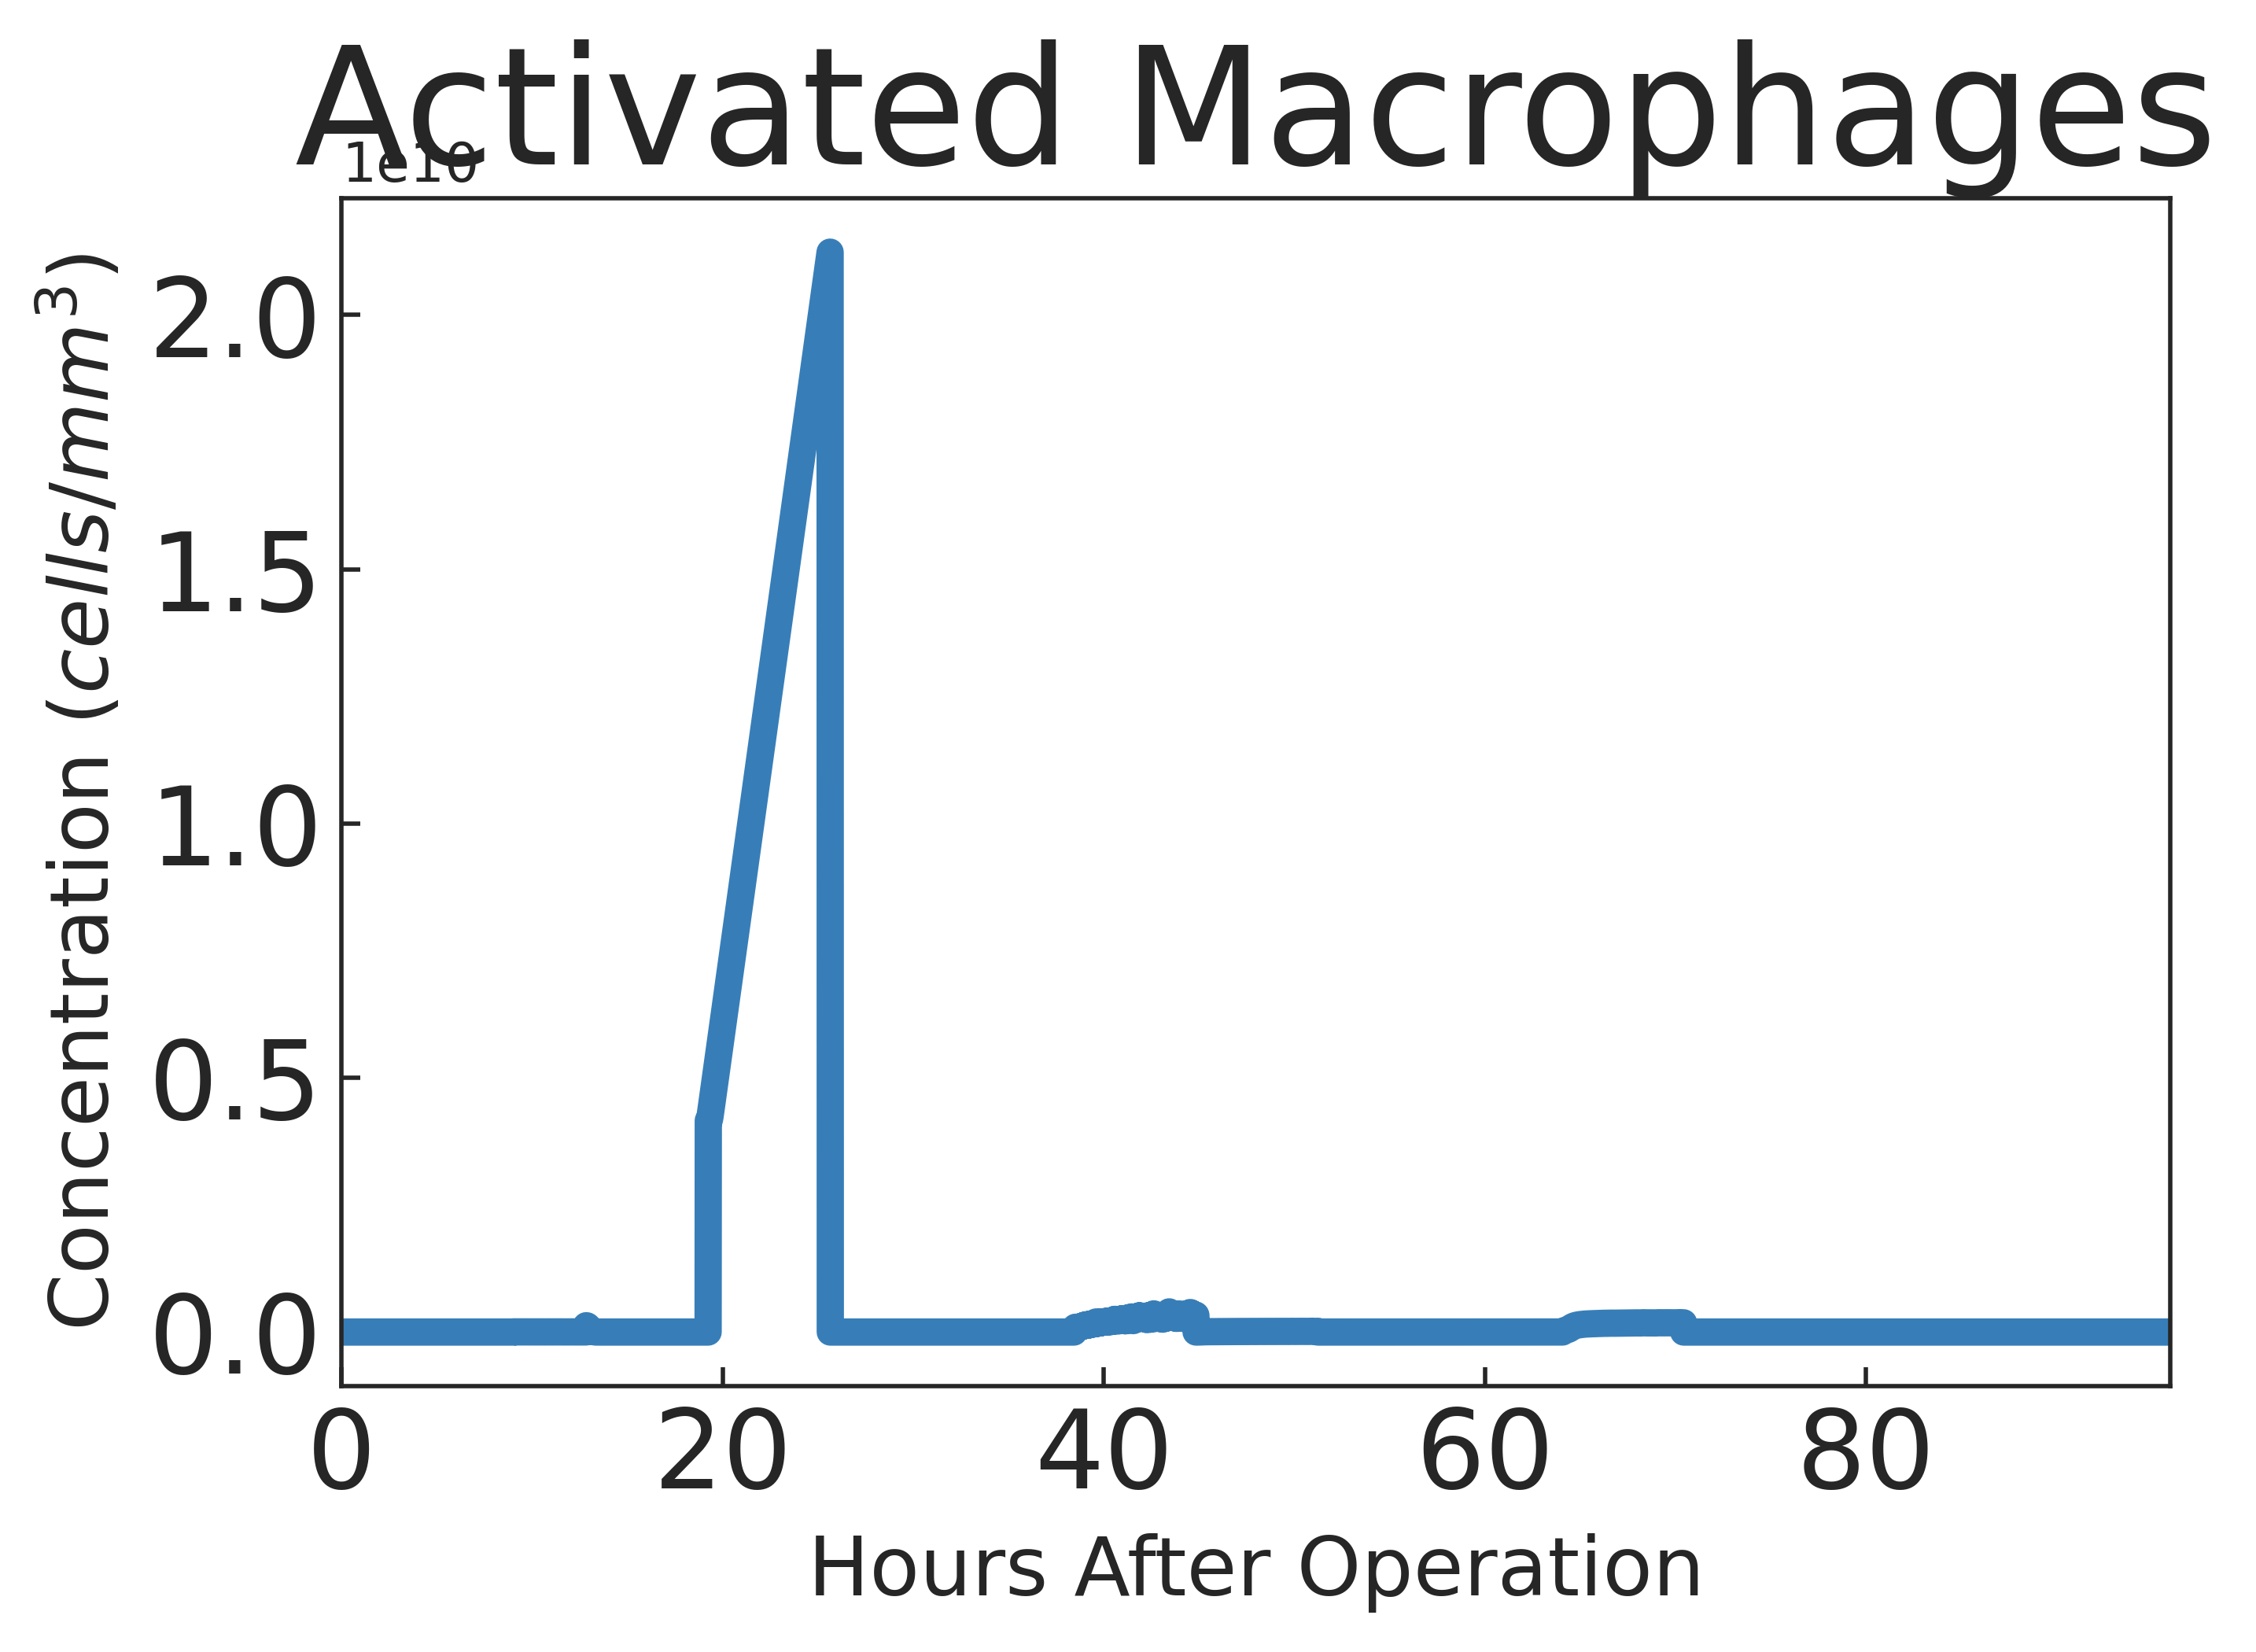 Activated Macrophages
1e10
Concentration (cells/mm³)
2.0
1.5
1.0
0.5
0.0
0 20 40 60 80
Hours After Operation